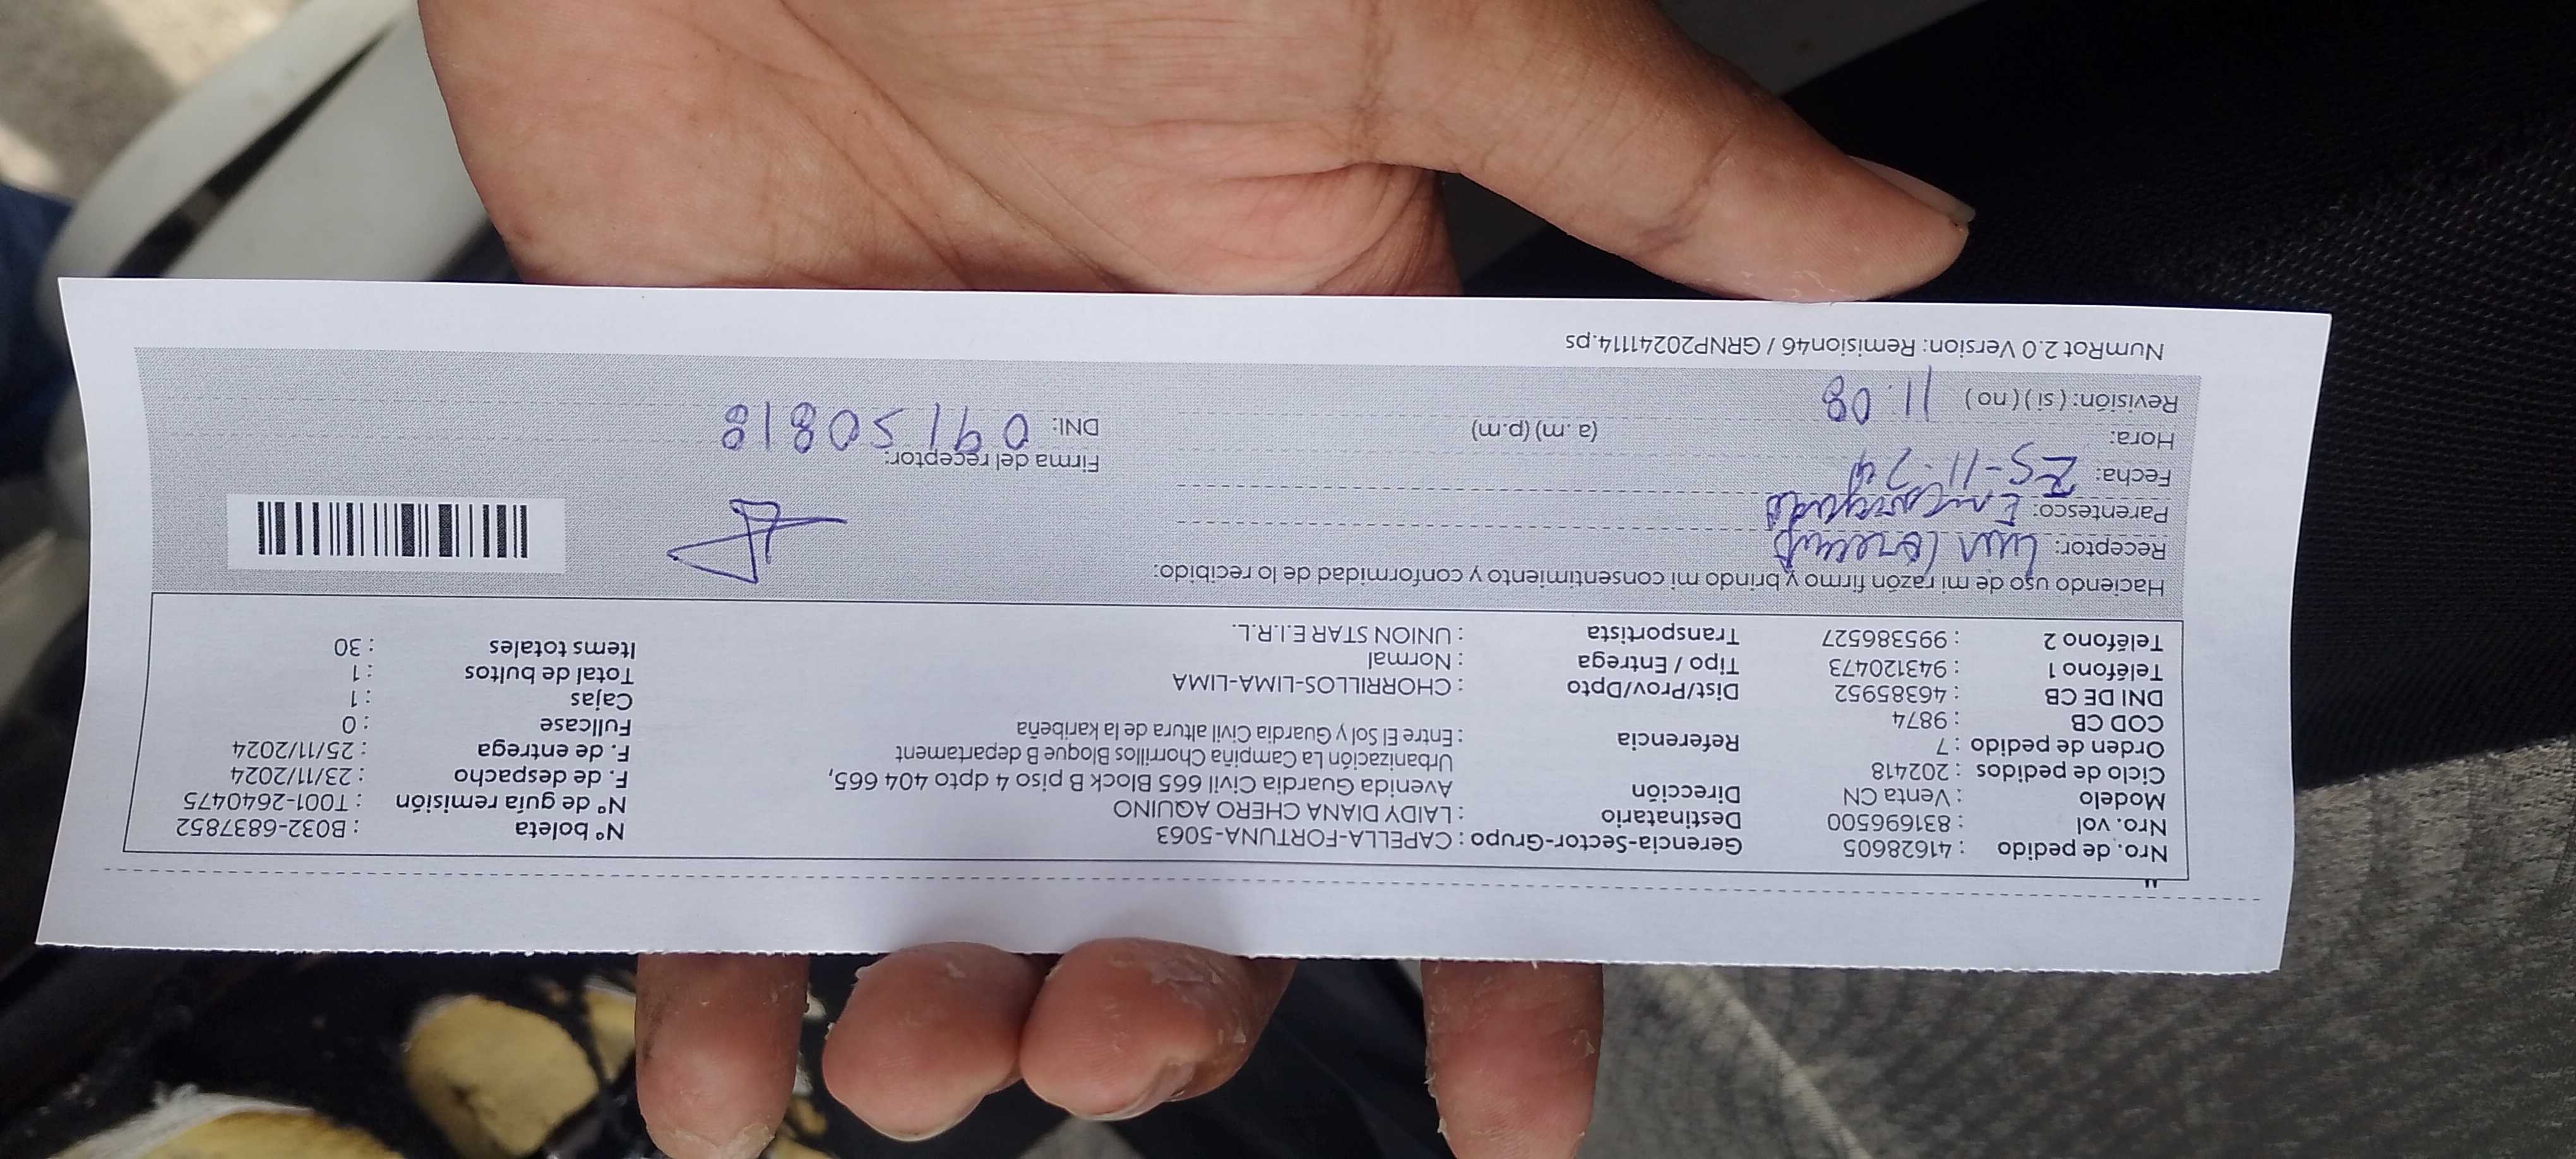 Nro. de pedido : 41628605 Gerencia-Sector-Grupo : CAPELLA-FORTUNA-5063 N° boleta : B032-6837852
Nro. vol : 831696500 Destinatario : LAIDY DIANA CHERO AQUINO N° de guía remisión : T001-2640475
Modelo : Venta CN Dirección Avenida Guardia Civil 665 Block B piso 4 dpto 404 665, F. de despacho : 23/11/2024
Ciclo de pedidos : 202418 Urbanización La Campiña Chorrillos Bloque B departament F. de entrega : 25/11/2024
Orden de pedido : 7 Referencia : Entre El Sol y Guardia Civil altura de la karibeña Fullcase : 0
COD CB : 9874 Cajas : 1
DNI DE CB : 46385952 Dist/Prov/Dpto : CHORRILLOS-LIMA-LIMA Total de bultos : 1
Teléfono 1 : 943120473 Tipo / Entrega : Normal Items totales : 30
Teléfono 2 : 995386527 Transportista : UNION STAR E.I.R.L.
Haciendo uso de mi razón firmo y brindo mi consentimiento y conformidad de lo recibido:
Receptor: Luis
Parentesco: Encargado
Fecha: 25-11-24 Firma del receptor:
Hora: (a. m) (p.m) DNI: 09150818
Revisión: ( si ) ( no ) 11:08
NumRot 2.0 Version: Remision46 / GRNP20241114.ps